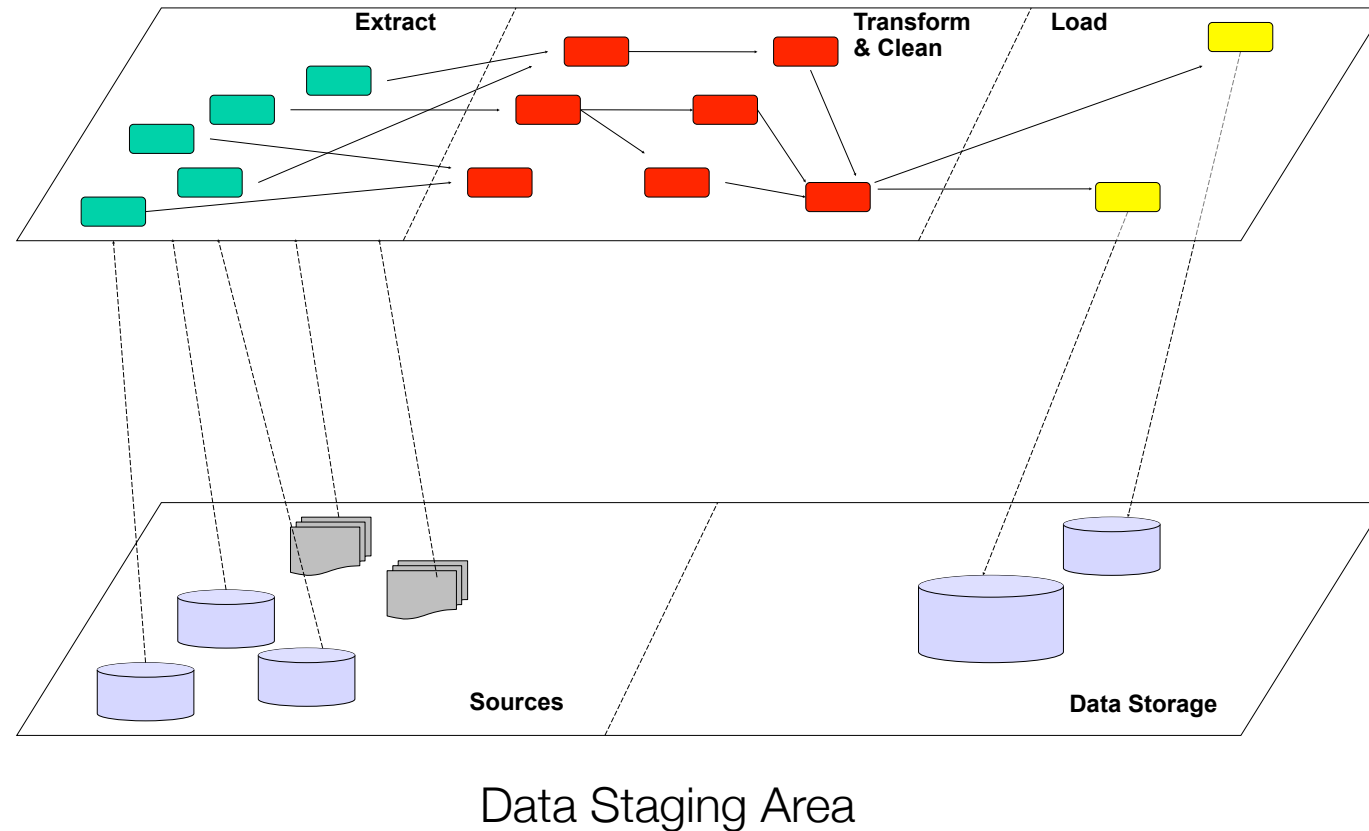 Extract
Transform
& Clean
Load
Sources
Data Storage
Data Staging Area